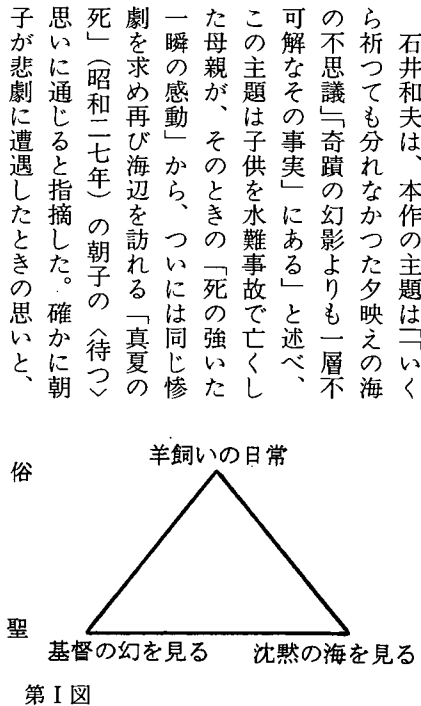 石井和夫は、本作の主題は「「いく
ら祈つても分れなかつた夕映えの海
の不思議」「奇蹟の幻影よりも一層不
可解なその事実」にある」と述べ、
この主題は子供を水難事故で亡くし
た母親が、そのときの「死の強いた
一瞬の感動」から、ついには同じ惨
劇を求め再び海辺を訪れる「真夏の
死」（昭和二七年）の朝子の〈待つ〉
思いに通じると指摘した。確かに朝
子が悲劇に遭遇したときの思いと、
羊飼いの日常
俗
聖
基督の幻を見る
沈黙の海を見る
第Ⅰ図